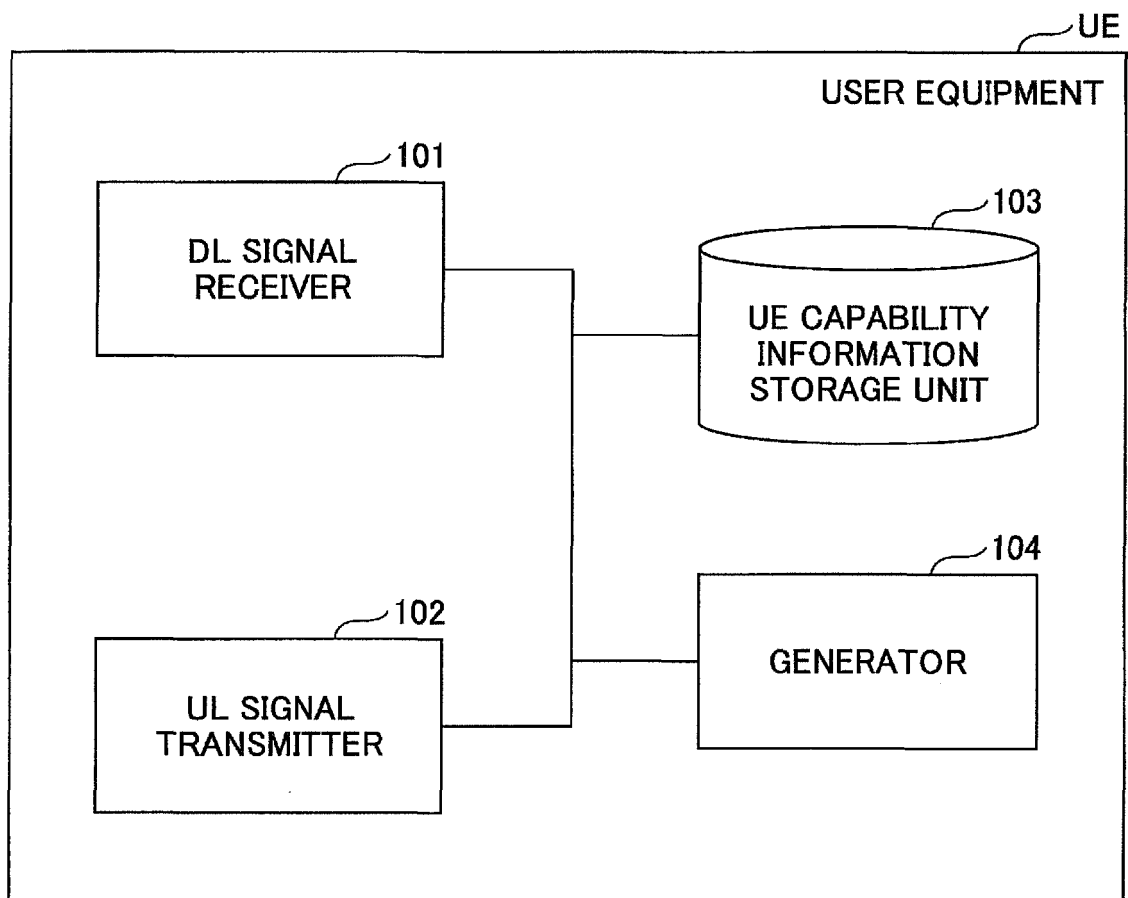 UE
USER EQUIPMENT
101
DL SIGNAL
RECEIVER
103
UE CAPABILITY
INFORMATION
STORAGE UNIT
102
UL SIGNAL
TRANSMITTER
104
GENERATOR